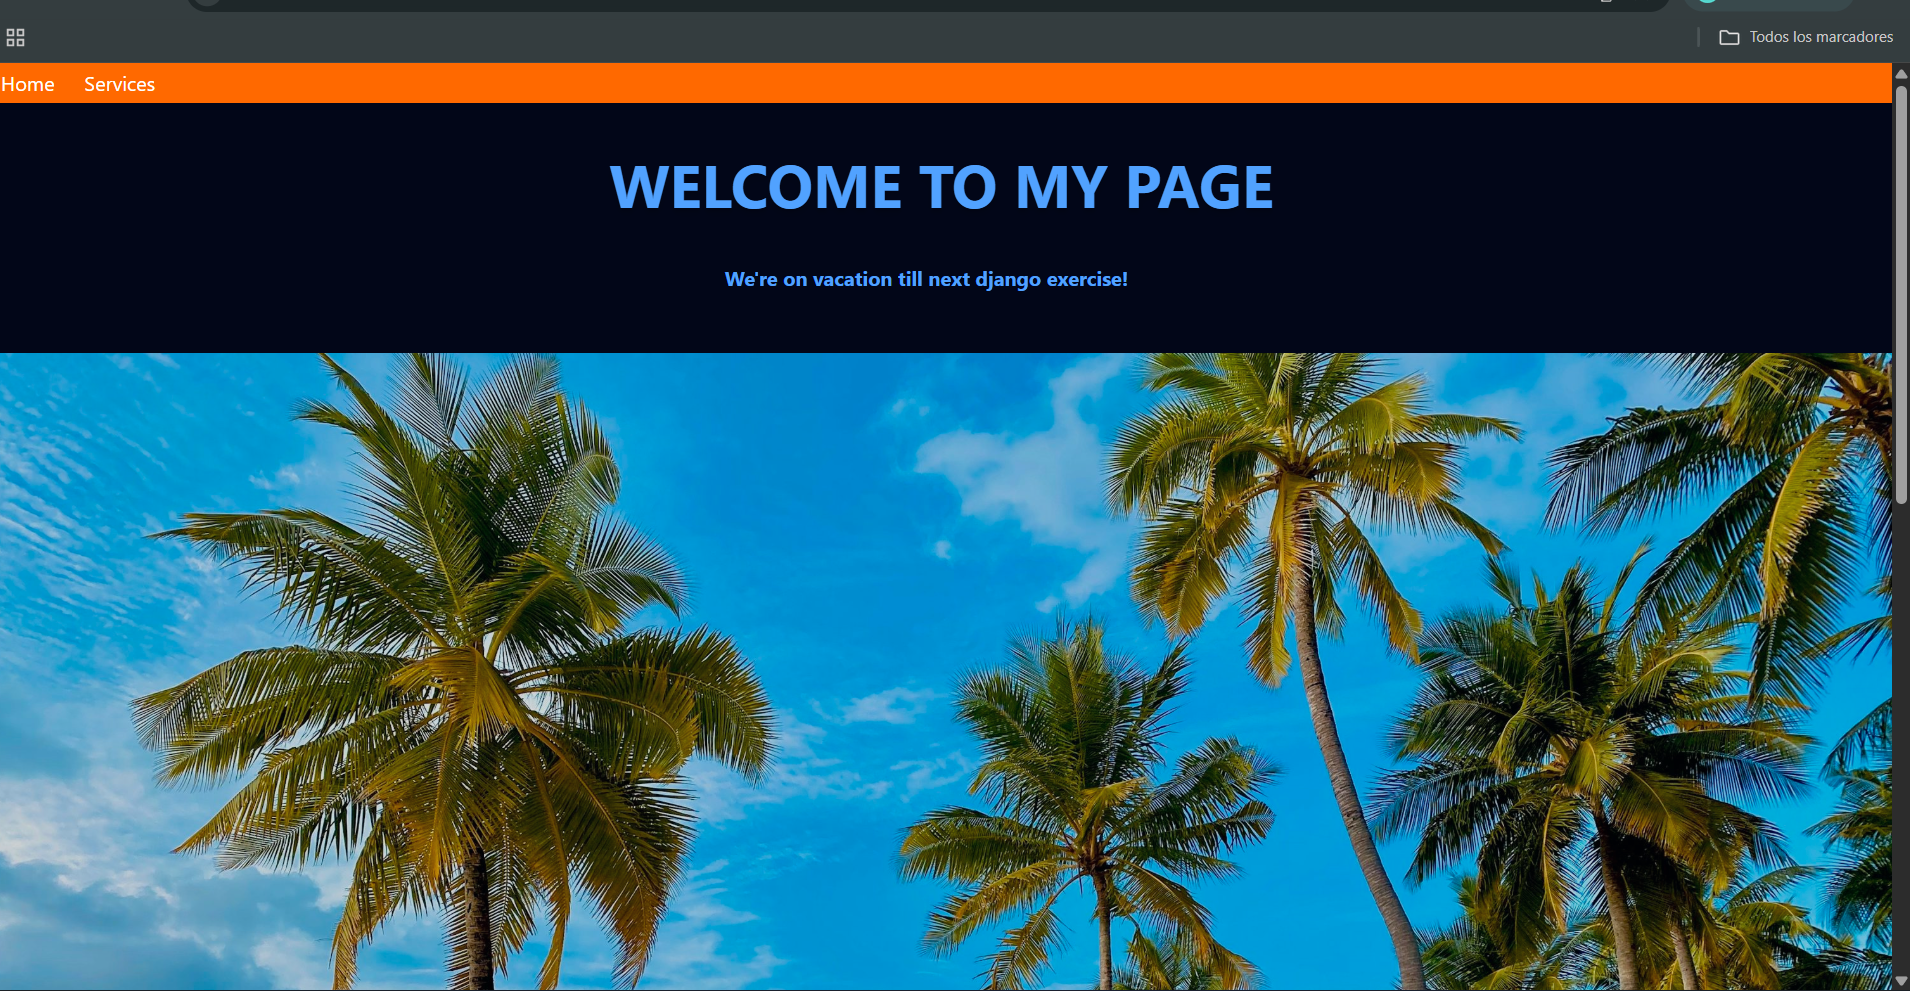 Todos los marcadores
Home Services
WELCOME TO MY PAGE
We're on vacation till next django exercise!